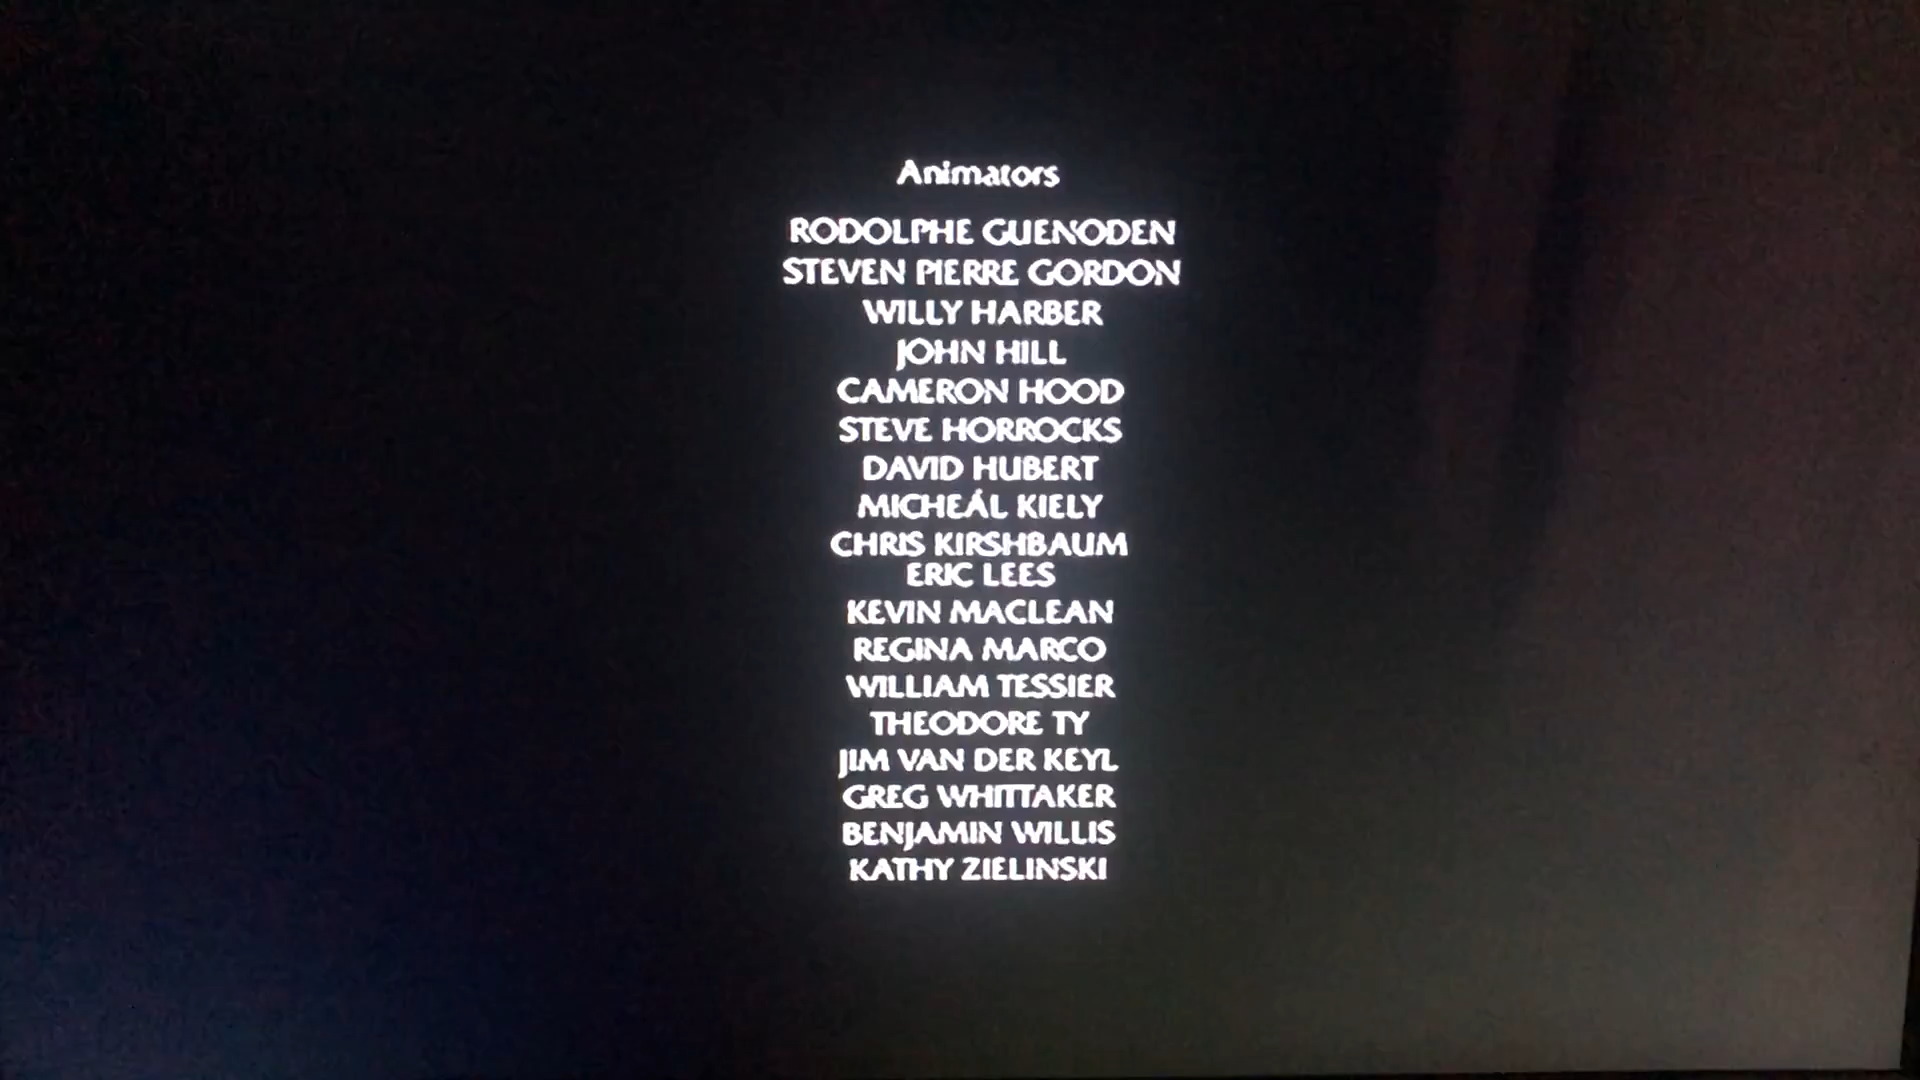 Animators
RODOLPHE GUENODEN
STEVEN PIERRE GORDON
WILLY HARBER
JOHN HILL
CAMERON HOOD
STEVE HORROCKS
DAVID HUBERT
MICHEÁL KIELY
CHRIS KIRSHBAUM
ERIC LEES
KEVIN MACLEAN
REGINA MARCO
WILLIAM TESSIER
THEODORE TY
JIM VAN DER KEYL
GREG WHITTAKER
BENJAMIN WILLIS
KATHY ZIELINSKI